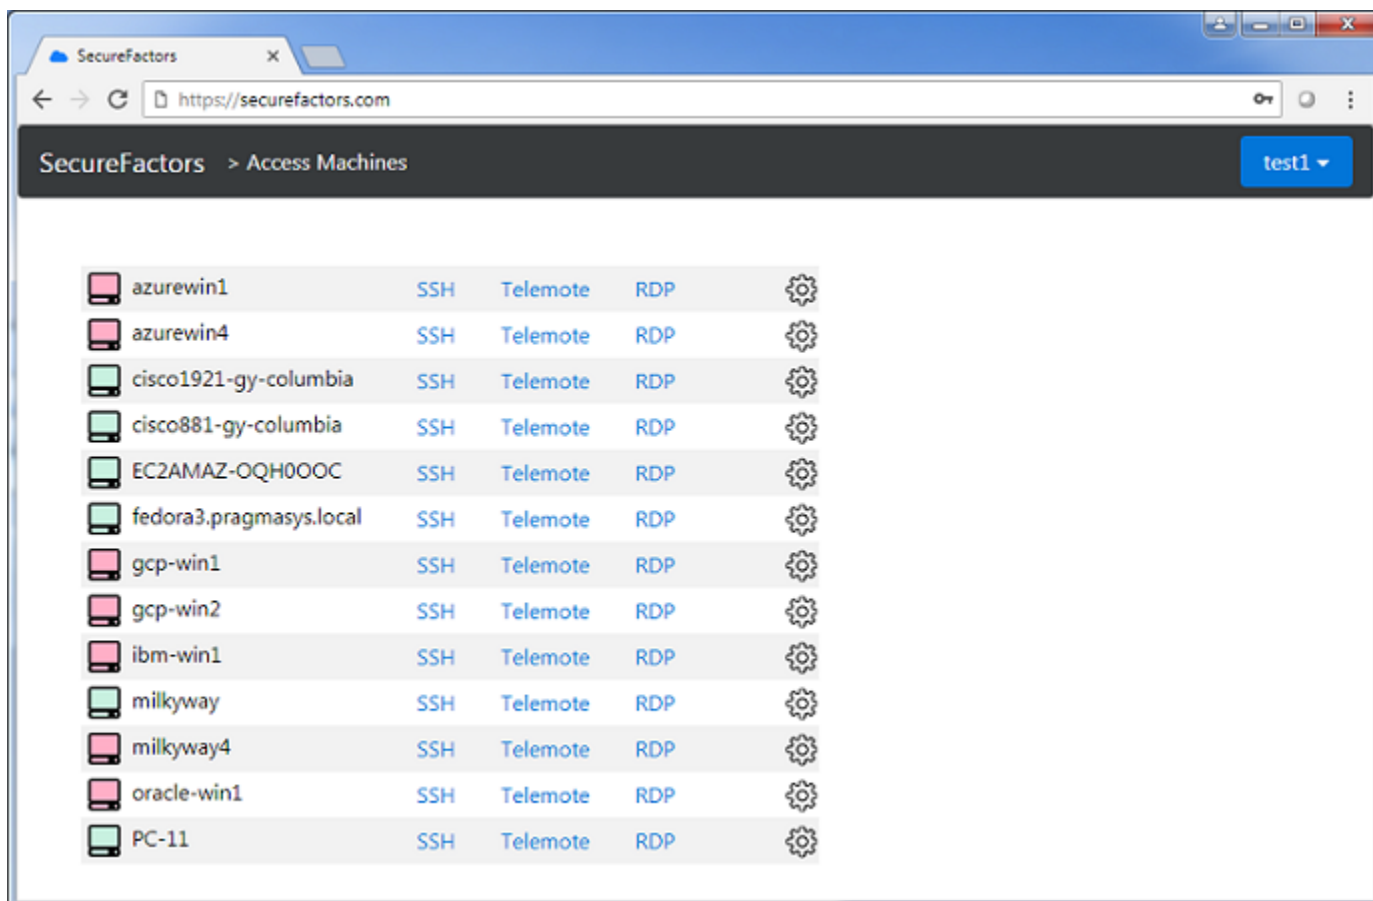 SecureFactors
https://securefactors.com
SecureFactors > Access Machines test1
azurewin1 SSH Telemote RDP
azurewin4 SSH Telemote RDP
cisco1921-gy-columbia SSH Telemote RDP
cisco881-gy-columbia SSH Telemote RDP
EC2AMAZ-OQH0OOC SSH Telemote RDP
fedora3.pragmasys.local SSH Telemote RDP
gcp-win1 SSH Telemote RDP
gcp-win2 SSH Telemote RDP
ibm-win1 SSH Telemote RDP
milkyway SSH Telemote RDP
milkyway4 SSH Telemote RDP
oracle-win1 SSH Telemote RDP
PC-11 SSH Telemote RDP